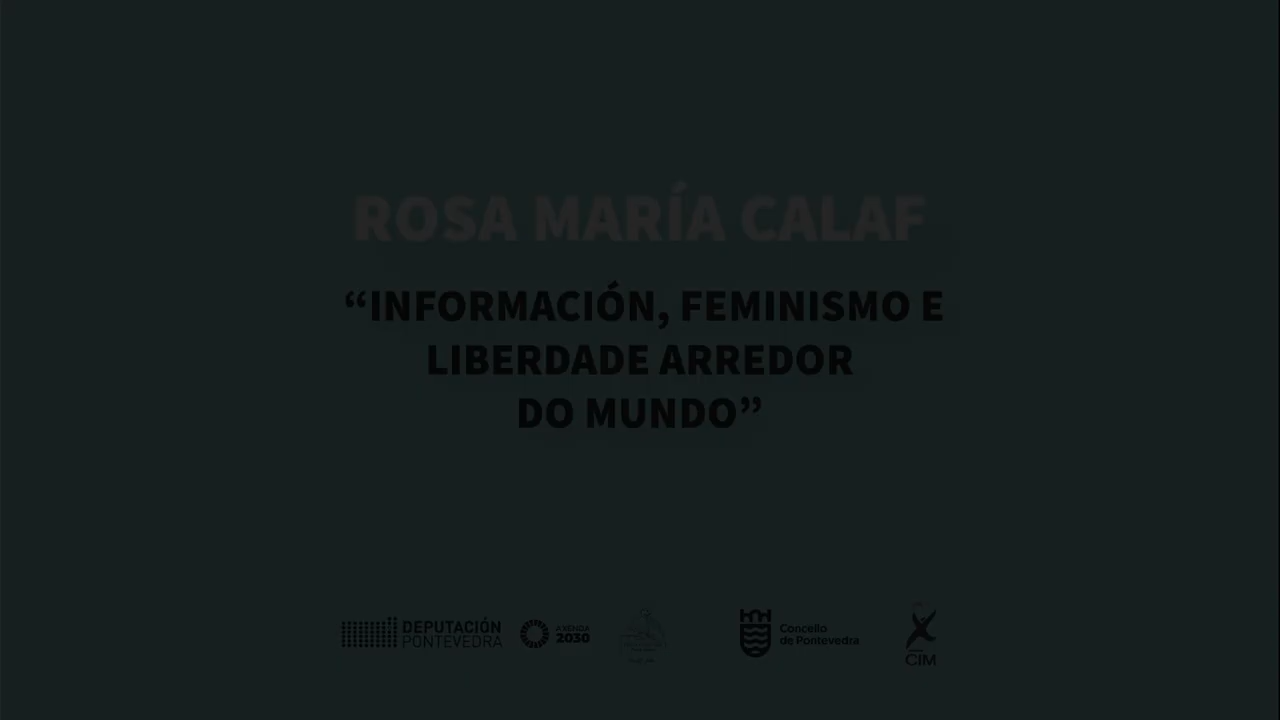 ROSA MARÍA CALAF
“INFORMACIÓN, FEMINISMO E
LIBERDADE ARREDOR
DO MUNDO”
DEPUTACIÓN
PONTEVEDRA
AXENDA
2030
Concello
de Pontevedra
CIM